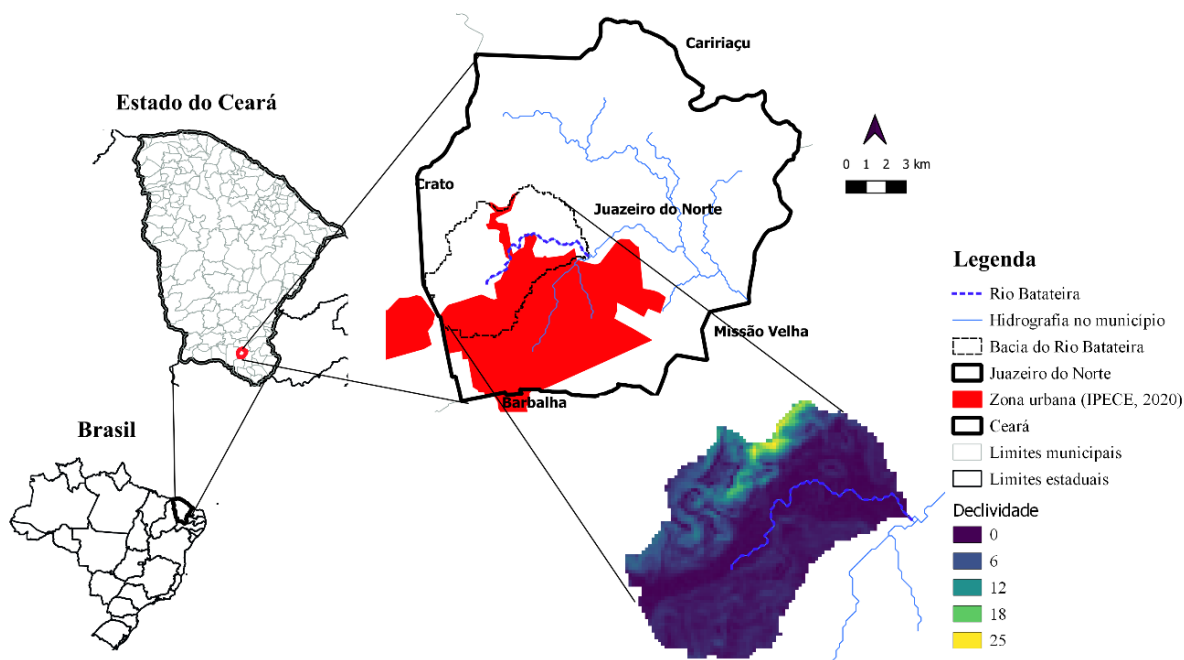 Estado do Ceará
Brasil
Caririaçu
Crato
Juazeiro do Norte
Missão Velha
Barbalha
0 1 2 3 km
Legenda
Rio Batateira
Hidrografia no município
Bacia do Rio Batateira
Juazeiro do Norte
Zona urbana (IPECE, 2020)
Ceará
Limites municipais
Limites estaduais
Declividade
0
6
12
18
25